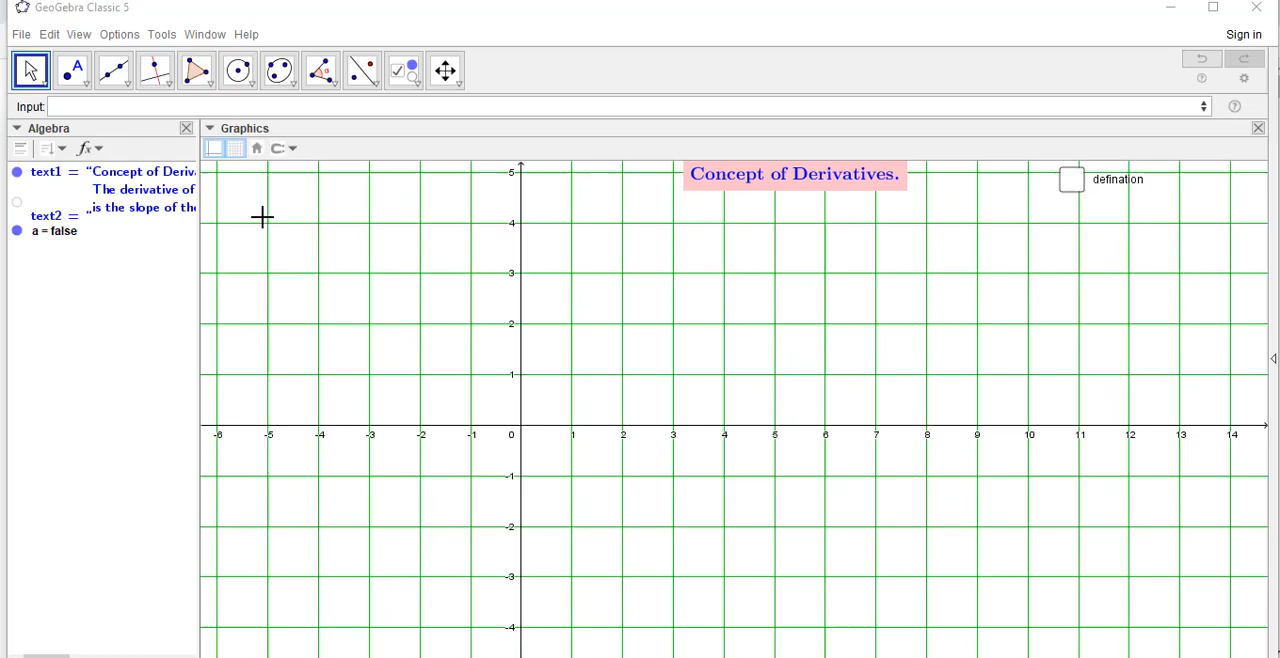 GeoGebra Classic 5
File Edit View Options Tools Window Help
Sign in
A
α
Input:
Algebra
Graphics
fx
text1 = "Concept of Deriv
The derivative of
is the slope of the
text2 = "
a = false
Concept of Derivatives.
defination
5
4
3
2
1
-6 -5 -4 -3 -2 -1 0 1 2 3 4 5 6 7 8 9 10 11 12 13 14
-1
-2
-3
-4